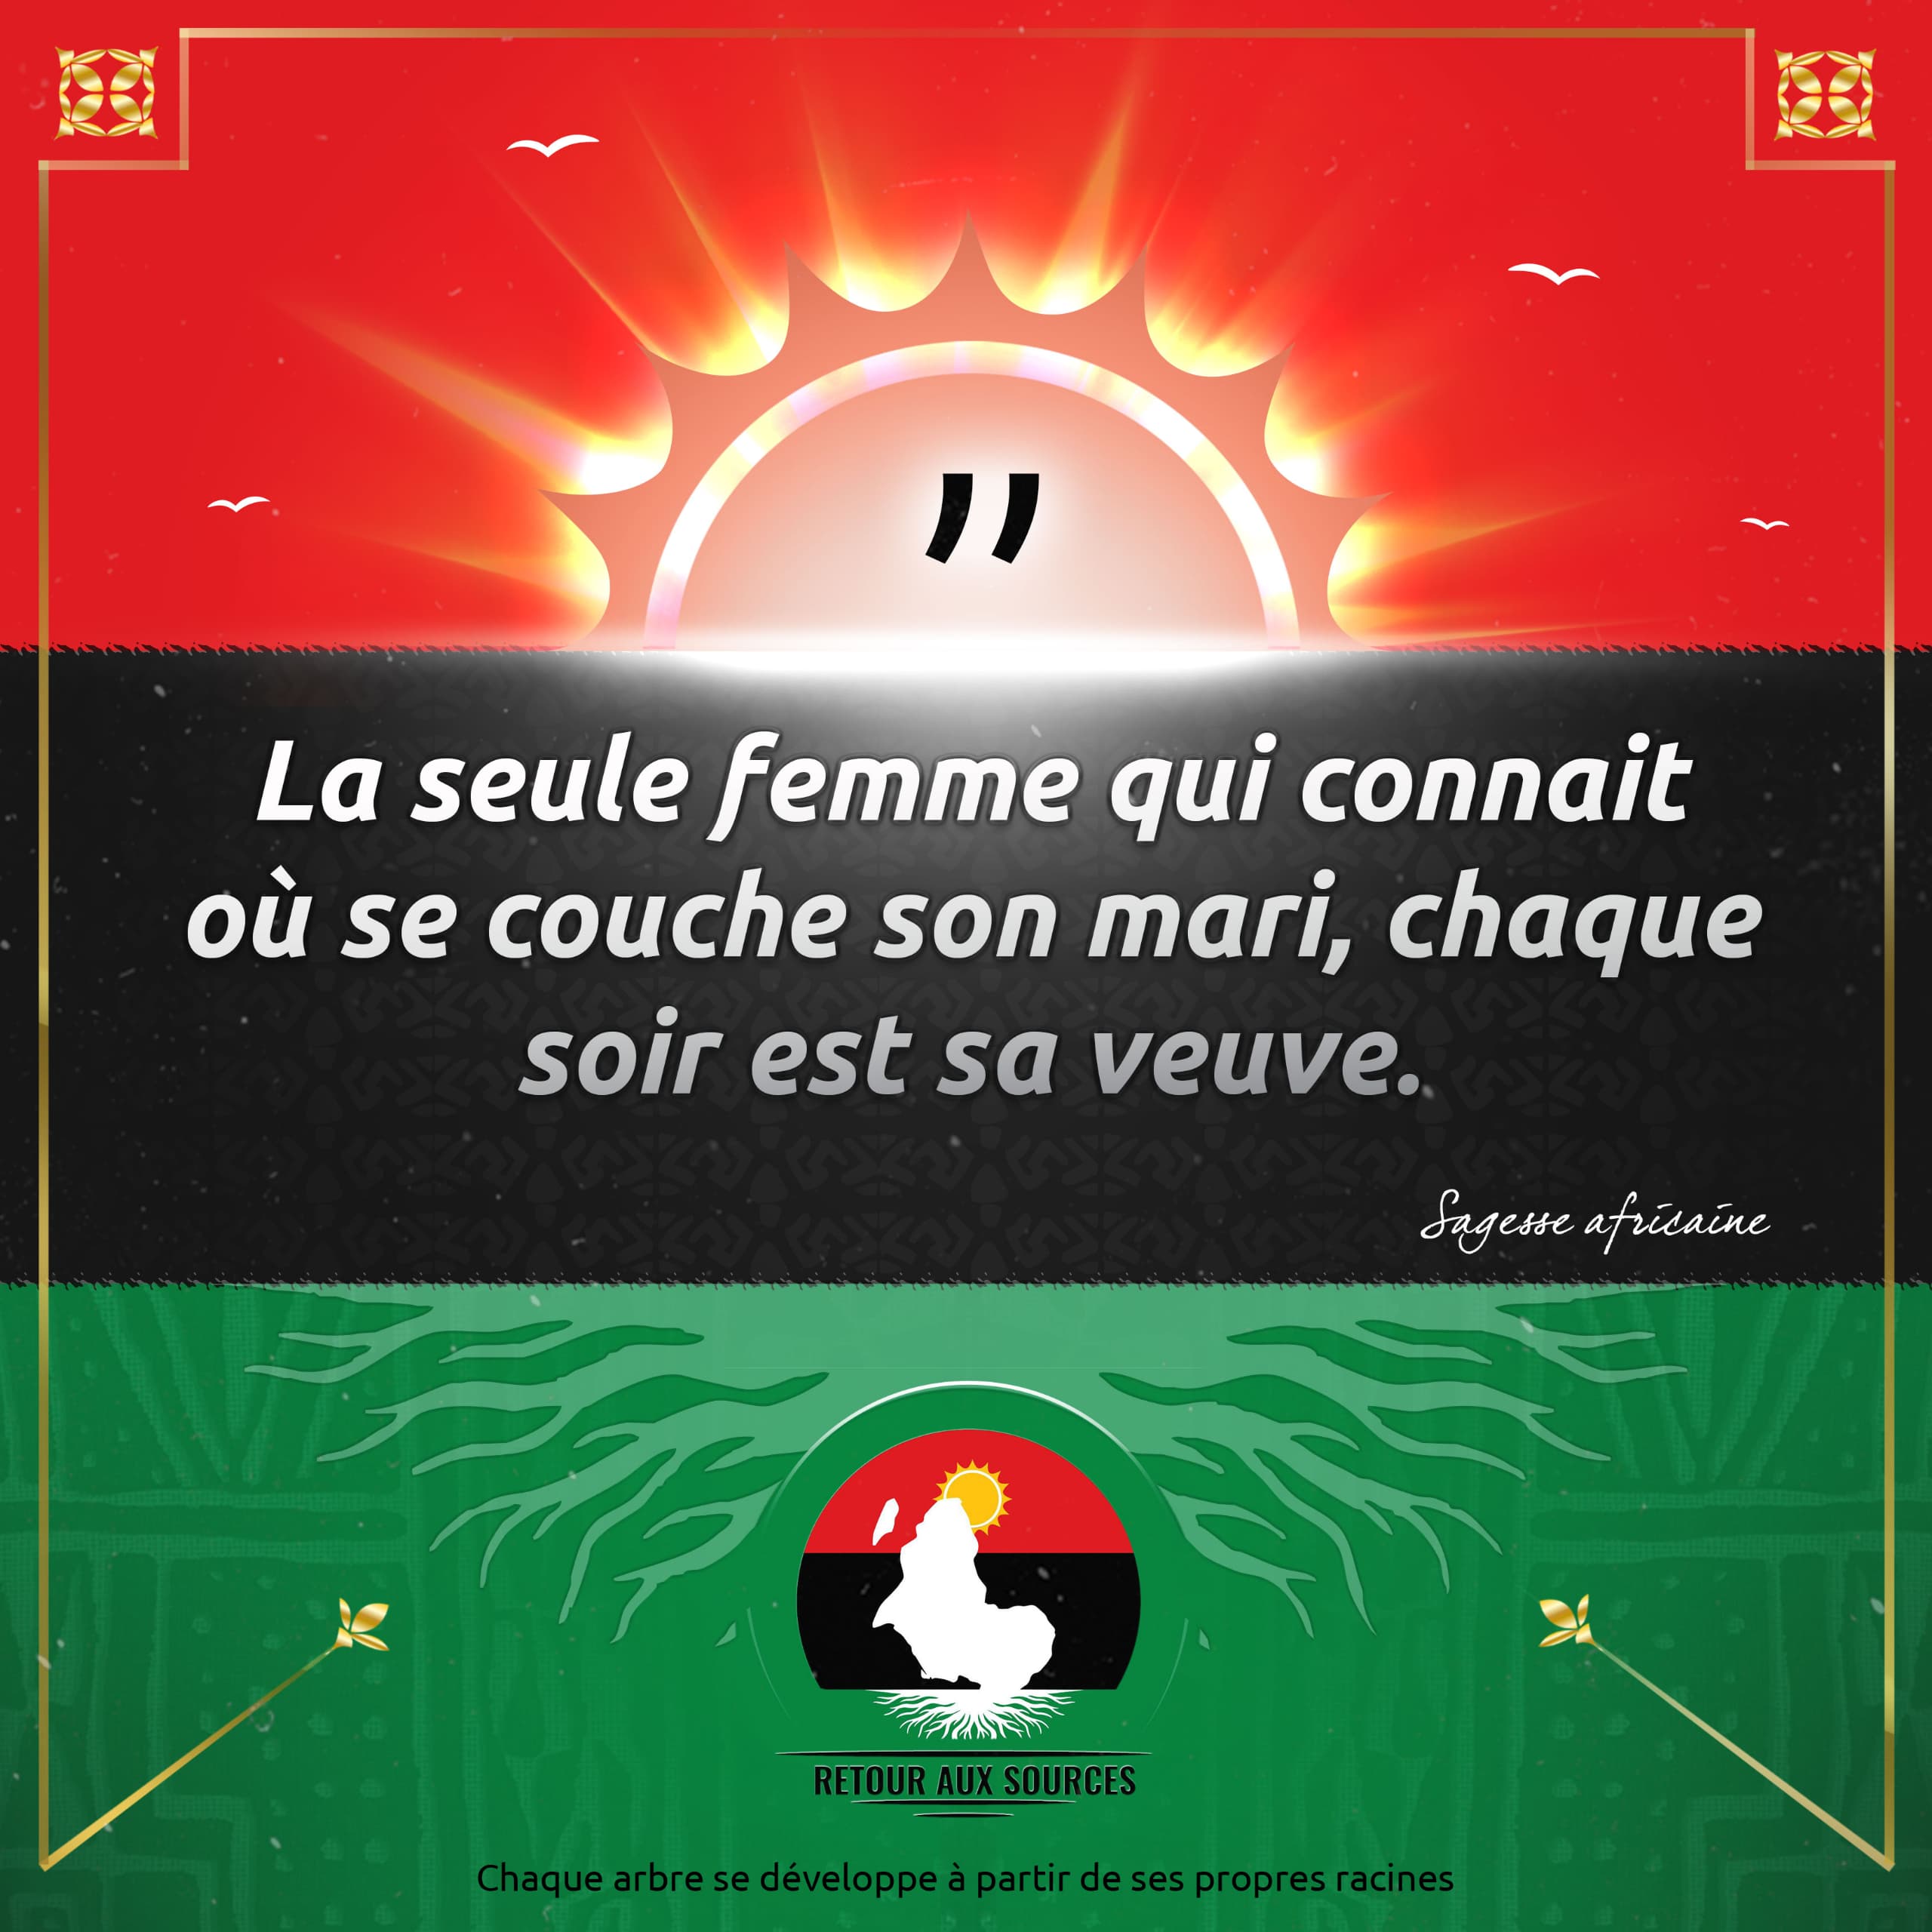 ”
La seule femme qui connait
où se couche son mari, chaque
soir est sa veuve.
Sagesse africaine
RETOUR AUX SOURCES
Chaque arbre se développe à partir de ses propres racines